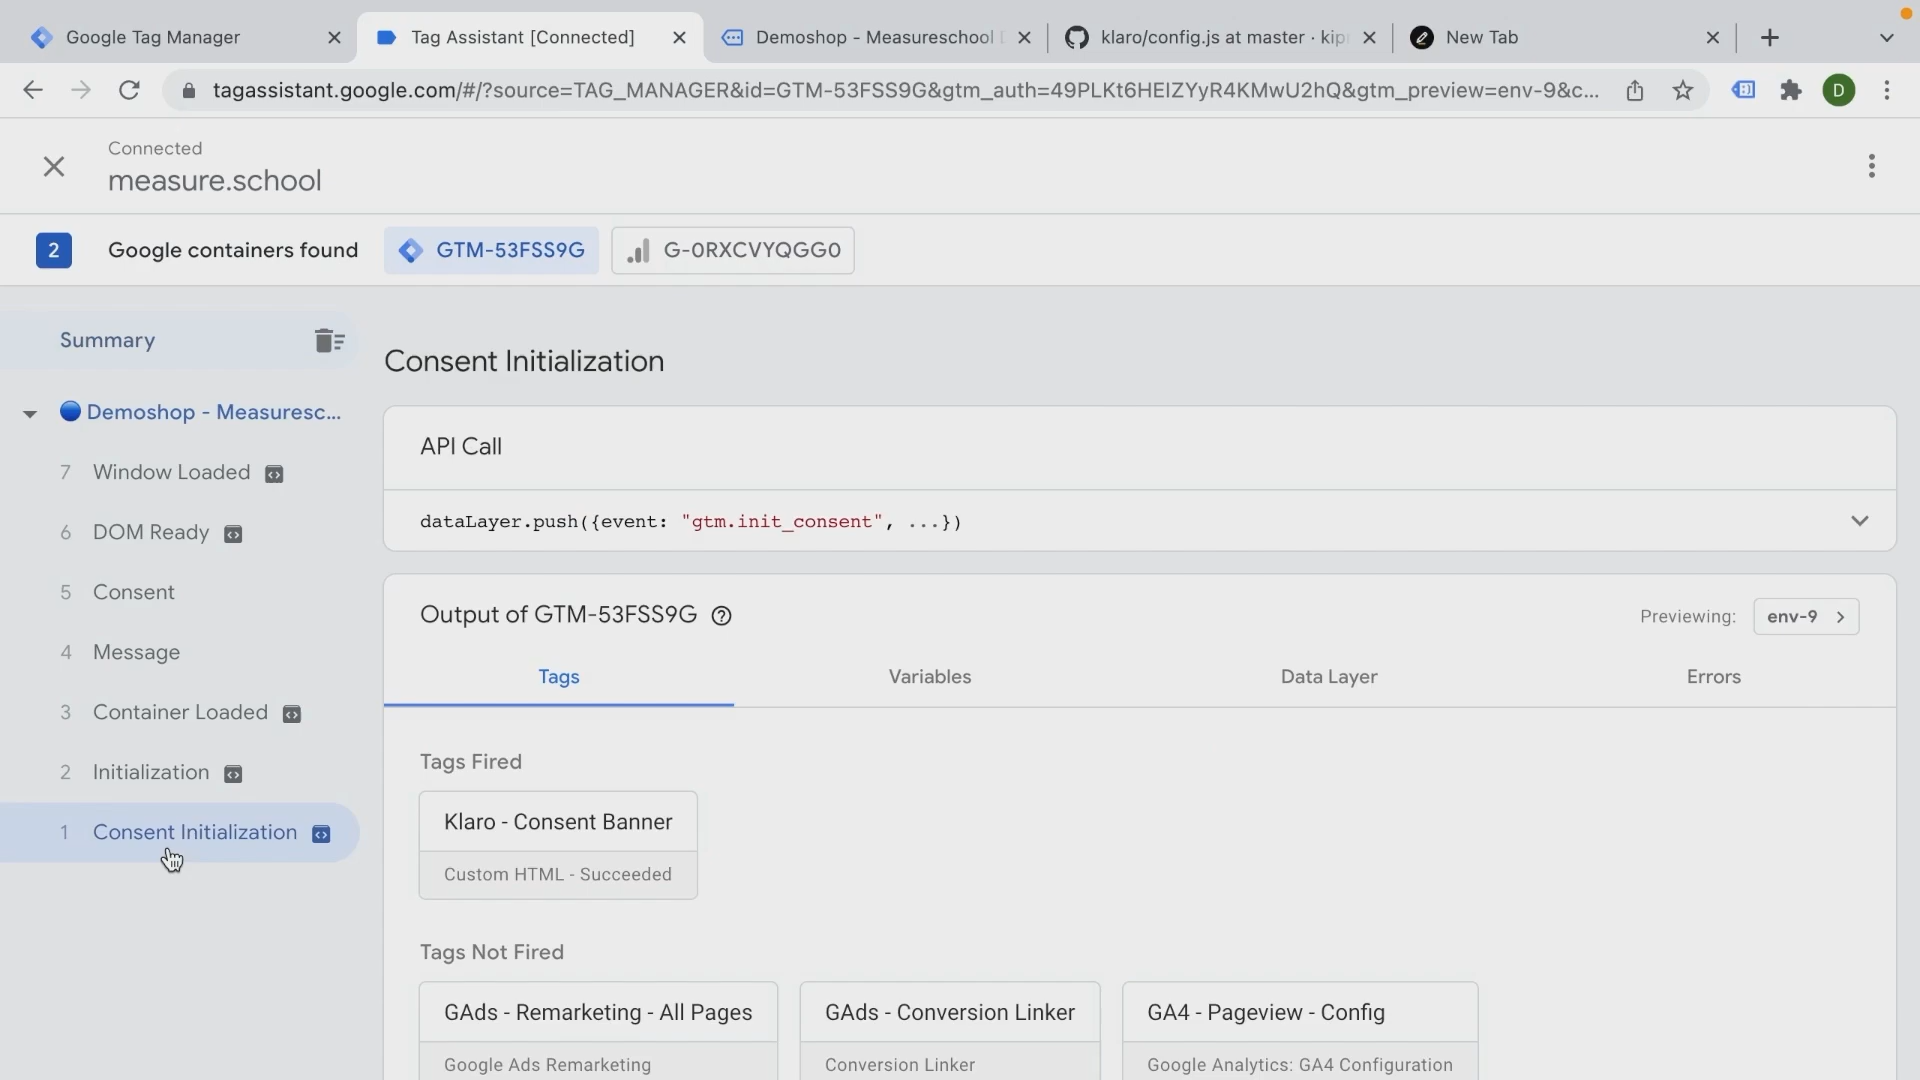 Google Tag Manager
Tag Assistant [Connected]
Demoshop - Measureschool
klaro/config.js at master · kip
New Tab
tagassistant.google.com/#/?source=TAG_MANAGER&id=GTM-53FSS9G&gtm_auth=49PLKt6HEIZYyR4KMwU2hQ&gtm_preview=env-9&c...
D
Connected
measure.school
2
Google containers found
GTM-53FSS9G
G-0RXCVYQGG0
Summary
Demoshop - Measuresc...
7 Window Loaded
6 DOM Ready
5 Consent
4 Message
3 Container Loaded
2 Initialization
1 Consent Initialization
Consent Initialization
API Call
dataLayer.push({event: "gtm.init_consent", ...})
Output of GTM-53FSS9G
Previewing:
env-9
Tags
Variables
Data Layer
Errors
Tags Fired
Klaro - Consent Banner
Custom HTML - Succeeded
Tags Not Fired
GAds - Remarketing - All Pages
Google Ads Remarketing
GAds - Conversion Linker
Conversion Linker
GA4 - Pageview - Config
Google Analytics: GA4 Configuration